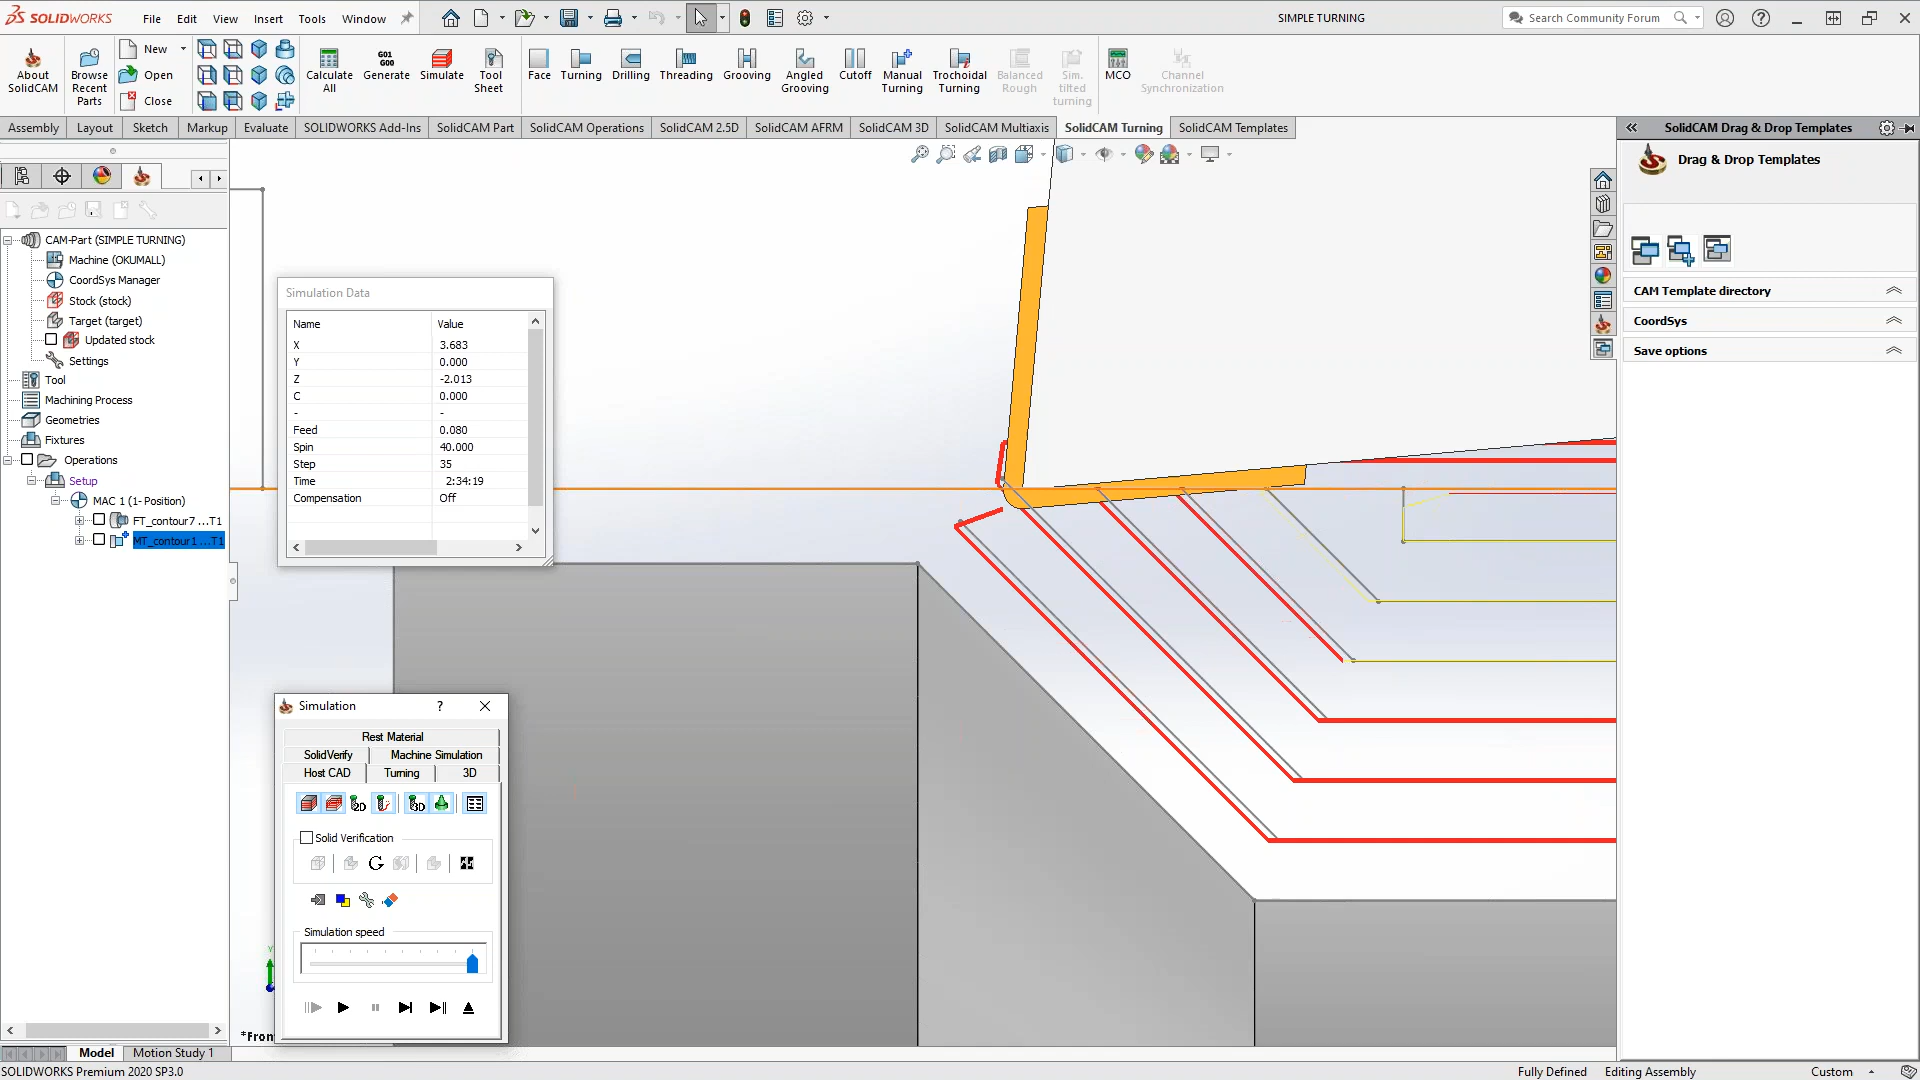 SOLIDWORKS
File
Edit
View
Insert
Tools
Window
SIMPLE TURNING
Search Community Forum
About SolidCAM
Browse Recent Parts
New
Open
Close
Calculate All
G01
G00
Generate
Simulate
Tool Sheet
Face
Turning
Drilling
Threading
Grooving
Angled Grooving
Cutoff
Manual Turning
Trochoidal Turning
Balanced Rough
Sim. tilted turning
MCO
Channel Synchronization
Assembly
Layout
Sketch
Markup
Evaluate
SOLIDWORKS Add-Ins
SolidCAM Part
SolidCAM Operations
SolidCAM 2.5D
SolidCAM AFRM
SolidCAM 3D
SolidCAM Multiaxis
SolidCAM Turning
SolidCAM Templates
SolidCAM Drag & Drop Templates
Drag & Drop Templates
CAM Template directory
CoordSys
Save options
CAM-Part (SIMPLE TURNING)
Machine (OKUMALL)
CoordSys Manager
Stock (stock)
Target (target)
Updated stock
Settings
Tool
Machining Process
Geometries
Fixtures
Operations
Setup
MAC 1 (1- Position)
FT_contour7 ...T1
MT_contour1 ...T1
Simulation Data
Name Value
X 3.683
Y 0.000
Z -2.013
C 0.000
- -
Feed 0.080
Spin 40.000
Step 35
Time 2:34:19
Compensation Off
Simulation
?
Rest Material
SolidVerify
Machine Simulation
Host CAD
Turning
3D
2D
3D
Solid Verification
Simulation speed
Y
*Fron
Model
Motion Study 1
SOLIDWORKS Premium 2020 SP3.0
Fully Defined
Editing Assembly
Custom